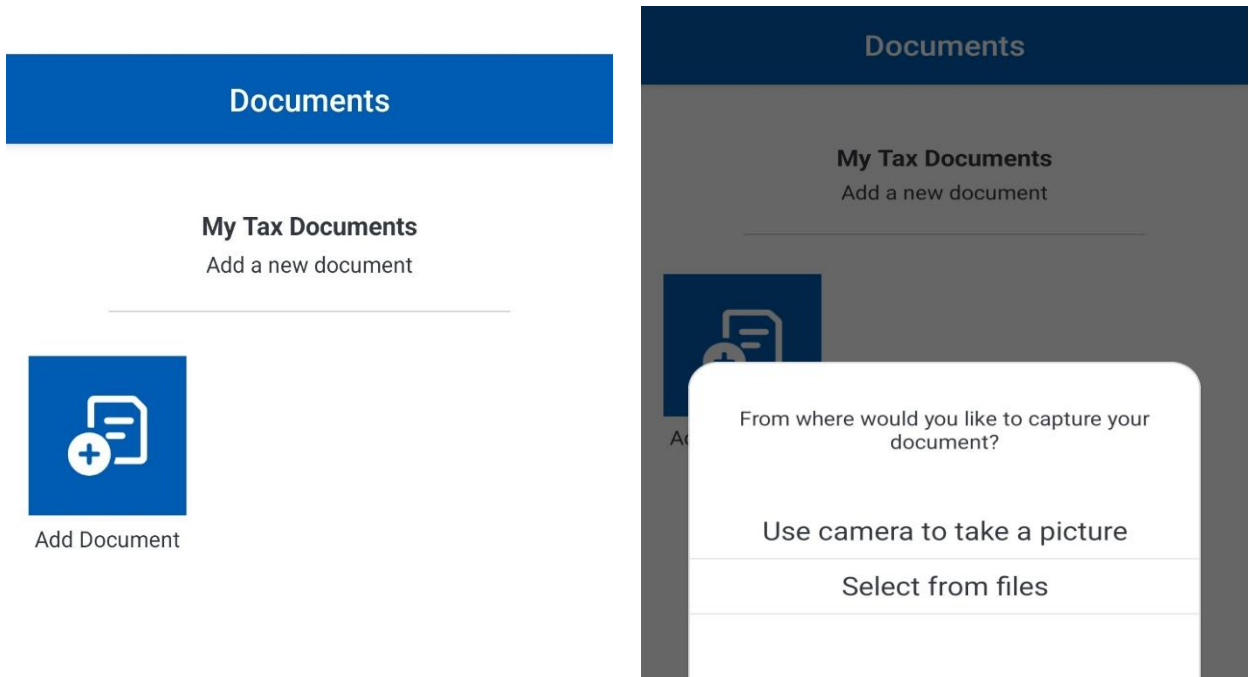 Documents
My Tax Documents
Add a new document
Add Document
Documents
My Tax Documents
Add a new document
From where would you like to capture your
document?
Use camera to take a picture
Select from files